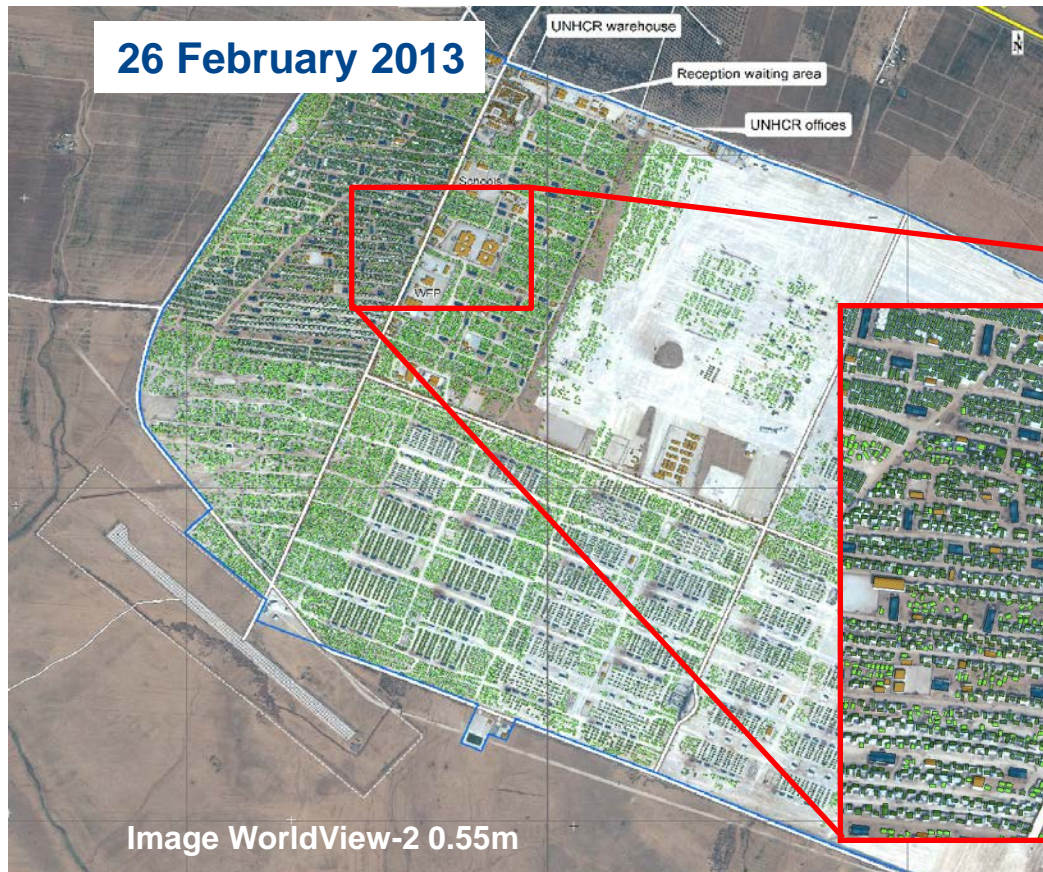 26 February 2013
UNHCR warehouse
N
Reception waiting area
UNHCR offices
Schools
WFP
Image WorldView-2 0.55m